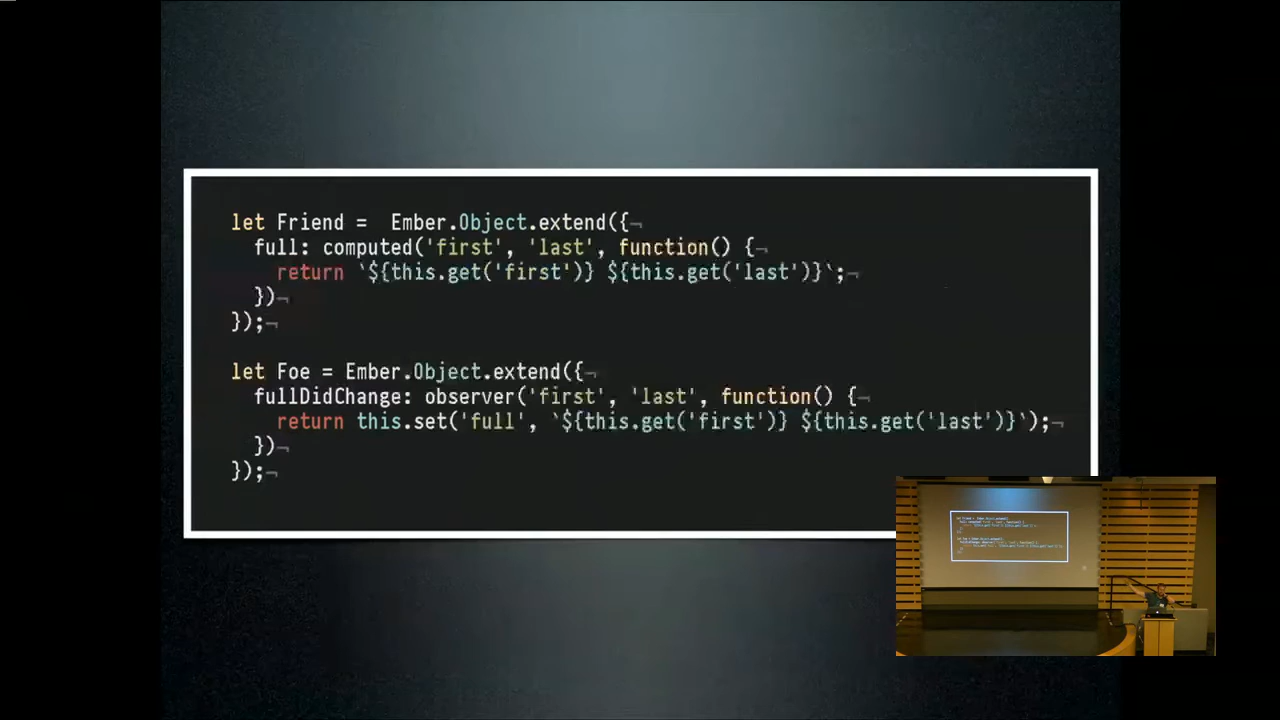 let Friend =  Ember.Object.extend({¬
  full: computed('first', 'last', function() {¬
    return `${this.get('first')} ${this.get('last')}`;¬
  })¬
});¬

let Foe = Ember.Object.extend({¬
  fullDidChange: observer('first', 'last', function() {¬
    return this.set('full', `${this.get('first')} ${this.get('last')}`);¬
  })¬
});¬